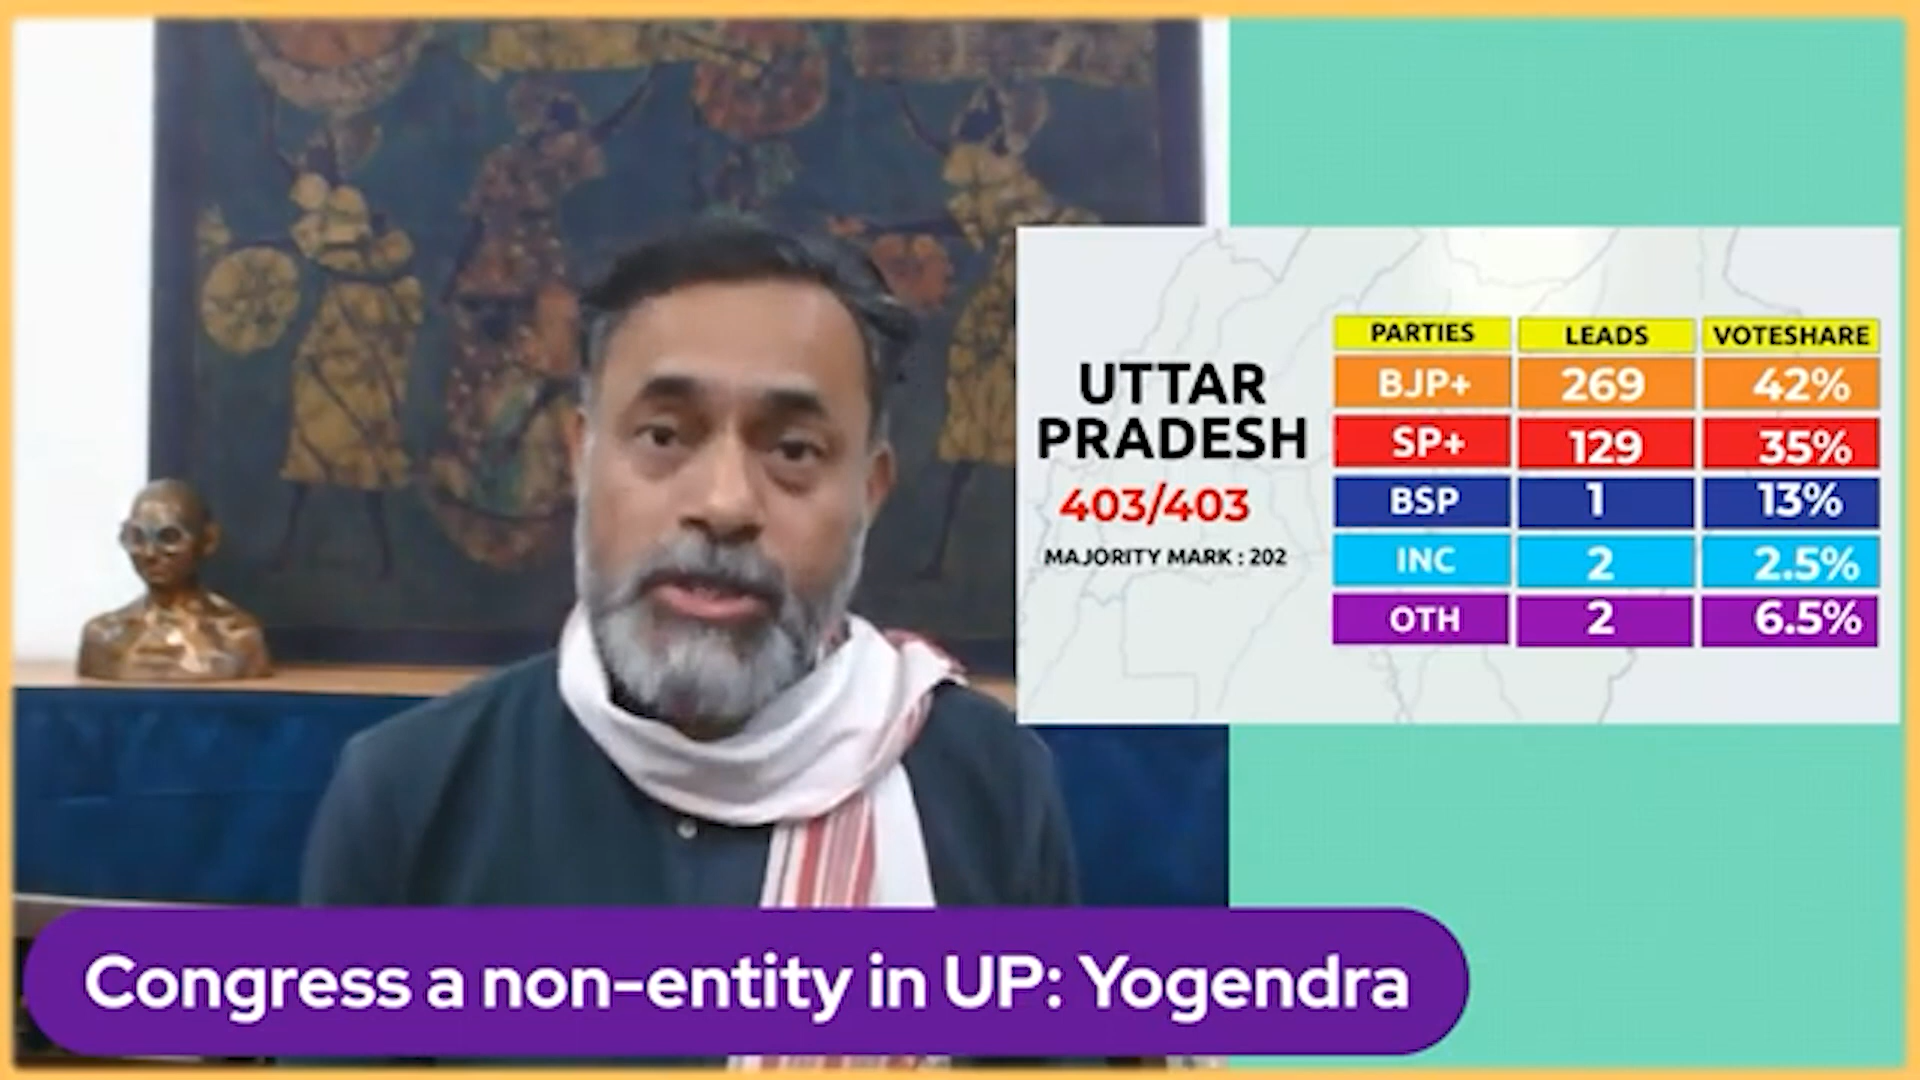 UTTAR
PRADESH
403/403
MAJORITY MARK : 202
PARTIES LEADS VOTESHARE
BJP+ 269 42%
SP+ 129 35%
BSP 1 13%
INC 2 2.5%
OTH 2 6.5%
Congress a non-entity in UP: Yogendra